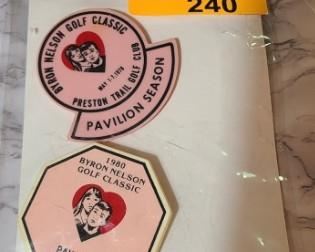 240
BYRON NELSON GOLF CLASSIC
MAY 1-7, 1979
PRESTON TRAIL GOLF CLUB
PAVILION SEASON
1980
BYRON NELSON
GOLF CLASSIC